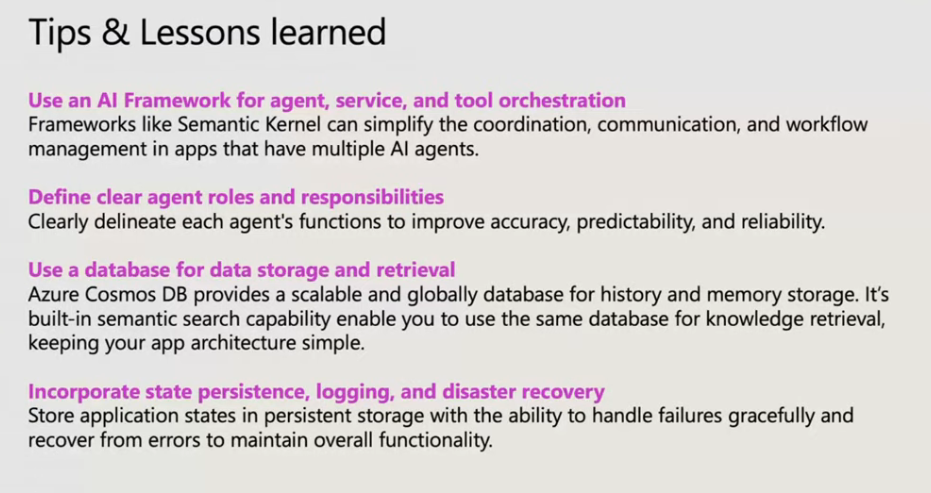 Tips & Lessons learned
Use an AI Framework for agent, service, and tool orchestration
Frameworks like Semantic Kernel can simplify the coordination, communication, and workflow
management in apps that have multiple AI agents.
Define clear agent roles and responsibilities
Clearly delineate each agent's functions to improve accuracy, predictability, and reliability.
Use a database for data storage and retrieval
Azure Cosmos DB provides a scalable and globally database for history and memory storage. It's
built-in semantic search capability enable you to use the same database for knowledge retrieval,
keeping your app architecture simple.
Incorporate state persistence, logging, and disaster recovery
Store application states in persistent storage with the ability to handle failures gracefully and
recover from errors to maintain overall functionality.